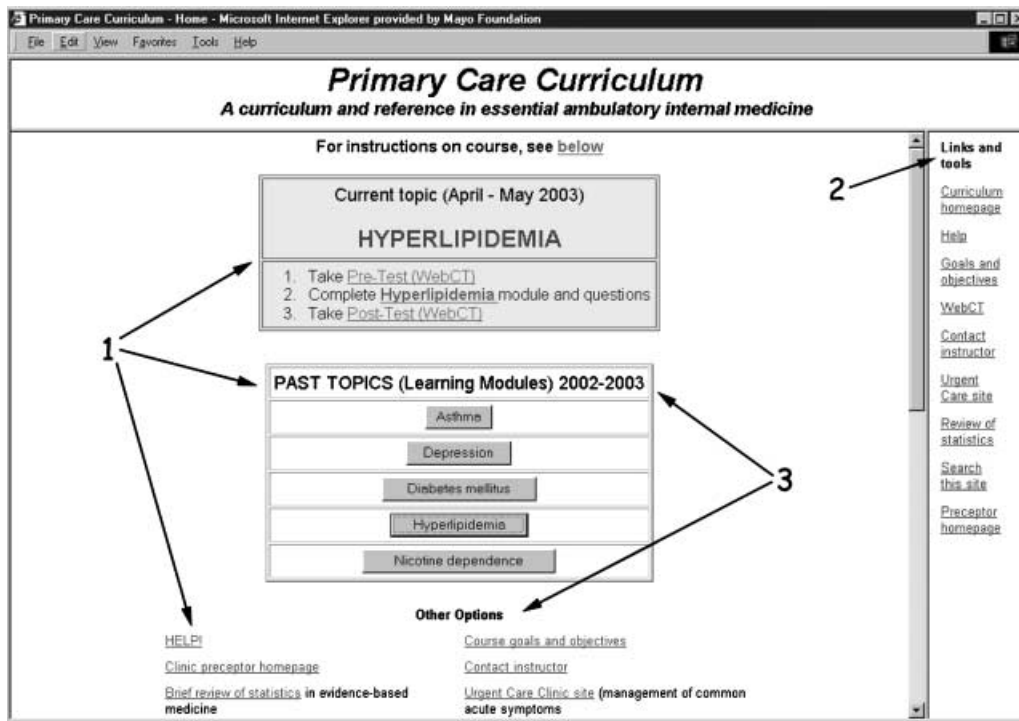 Primary Care Curriculum - Home - Microsoft Internet Explorer provided by Mayo Foundation
File Edit View Favorites Tools Help
Primary Care Curriculum
A curriculum and reference in essential ambulatory internal medicine
For instructions on course, see below
Current topic (April - May 2003)
HYPERLIPIDEMIA
1. Take Pre-Test (WebCT)
2. Complete Hyperlipidemia module and questions
3. Take Post-Test (WebCT)
1
PAST TOPICS (Learning Modules) 2002-2003
Asthma
Depression
Diabetes mellitus
Hyperlipidemia
Nicotine dependence
3
Other Options
HELP!
Course goals and objectives
Clinic preceptor homepage
Contact instructor
Brief review of statistics in evidence-based
medicine
Urgent Care Clinic site (management of common
acute symptoms
2
Links and
tools
Curriculum
homepage
Help
Goals and
objectives
WebCT
Contact
instructor
Urgent
Care site
Review of
statistics
Search
this site
Preceptor
homepage